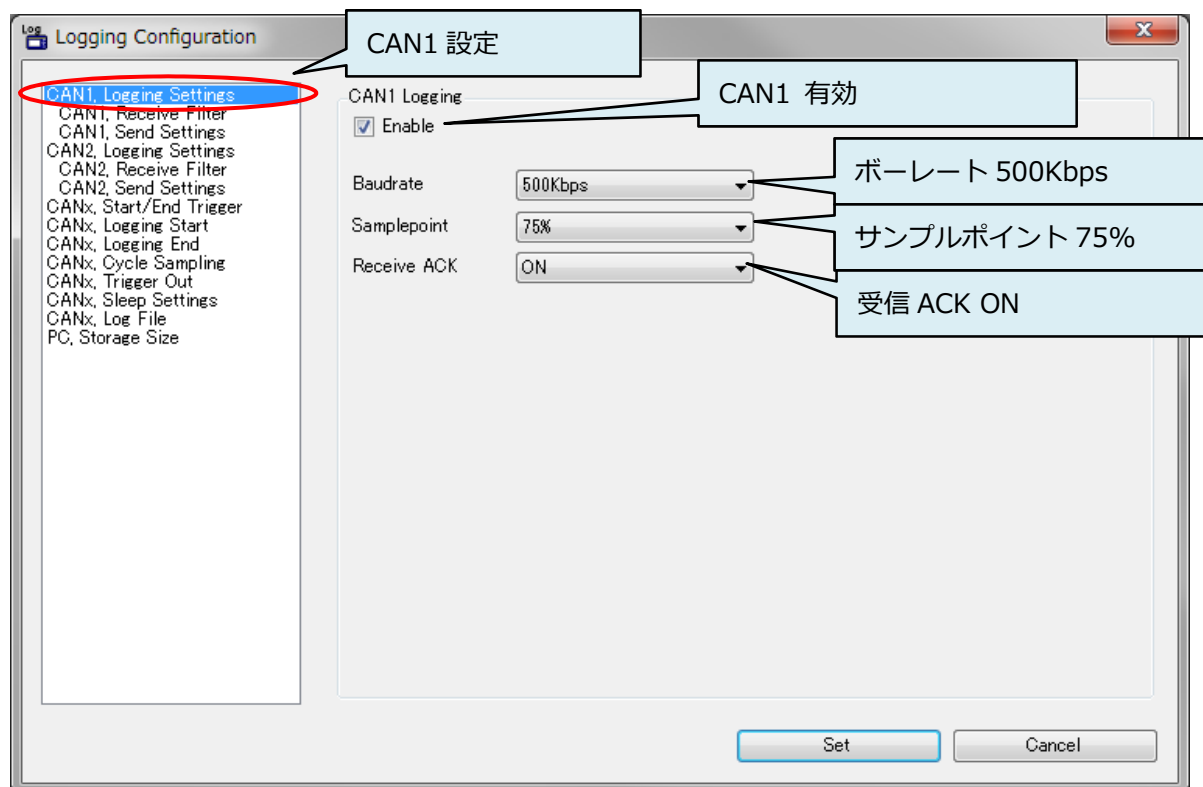 Log
Logging Configuration
CAN1 設定
CAN1, Logging Settings
CAN1, Receive Filter
CAN1, Send Settings
CAN2, Logging Settings
CAN2, Receive Filter
CAN2, Send Settings
CANx, Start/End Trigger
CANx, Logging Start
CANx, Logging End
CANx, Cycle Sampling
CANx, Trigger Out
CANx, Sleep Settings
CANx, Log File
PC, Storage Size
CAN1 Logging
CAN1 有効
Enable
Baudrate
500Kbps
ボーレート 500Kbps
Samplepoint
75%
サンプルポイント 75%
Receive ACK
ON
受信 ACK ON
Set
Cancel